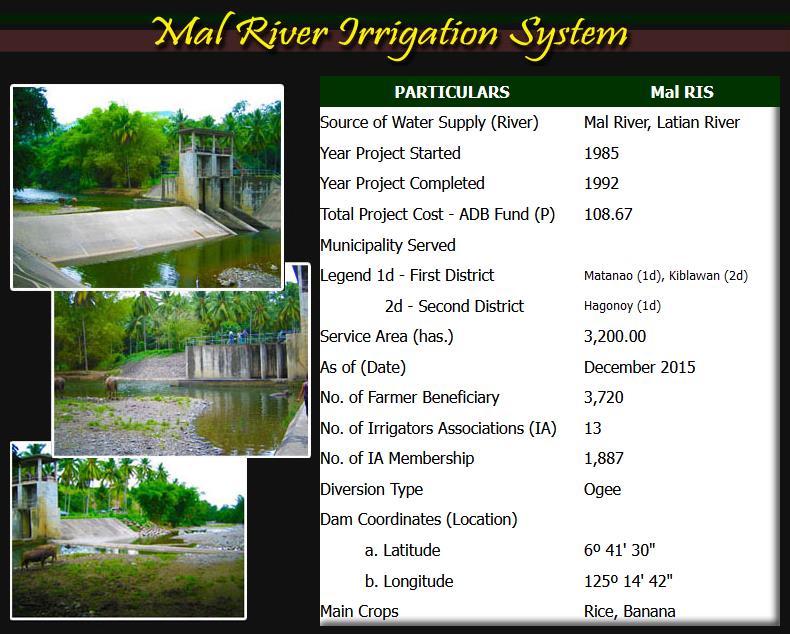 Mal River Irrigation System
PARTICULARS Mal RIS
Source of Water Supply (River) Mal River, Latian River
Year Project Started 1985
Year Project Completed 1992
Total Project Cost - ADB Fund (P) 108.67
Municipality Served
Legend 1d - First District Matanao (1d), Kiblawan (2d)
2d - Second District Hagonoy (1d)
Service Area (has.) 3,200.00
As of (Date) December 2015
No. of Farmer Beneficiary 3,720
No. of Irrigators Associations (IA) 13
No. of IA Membership 1,887
Diversion Type Ogee
Dam Coordinates (Location)
a. Latitude 6º 41' 30"
b. Longitude 125º 14' 42"
Main Crops Rice, Banana